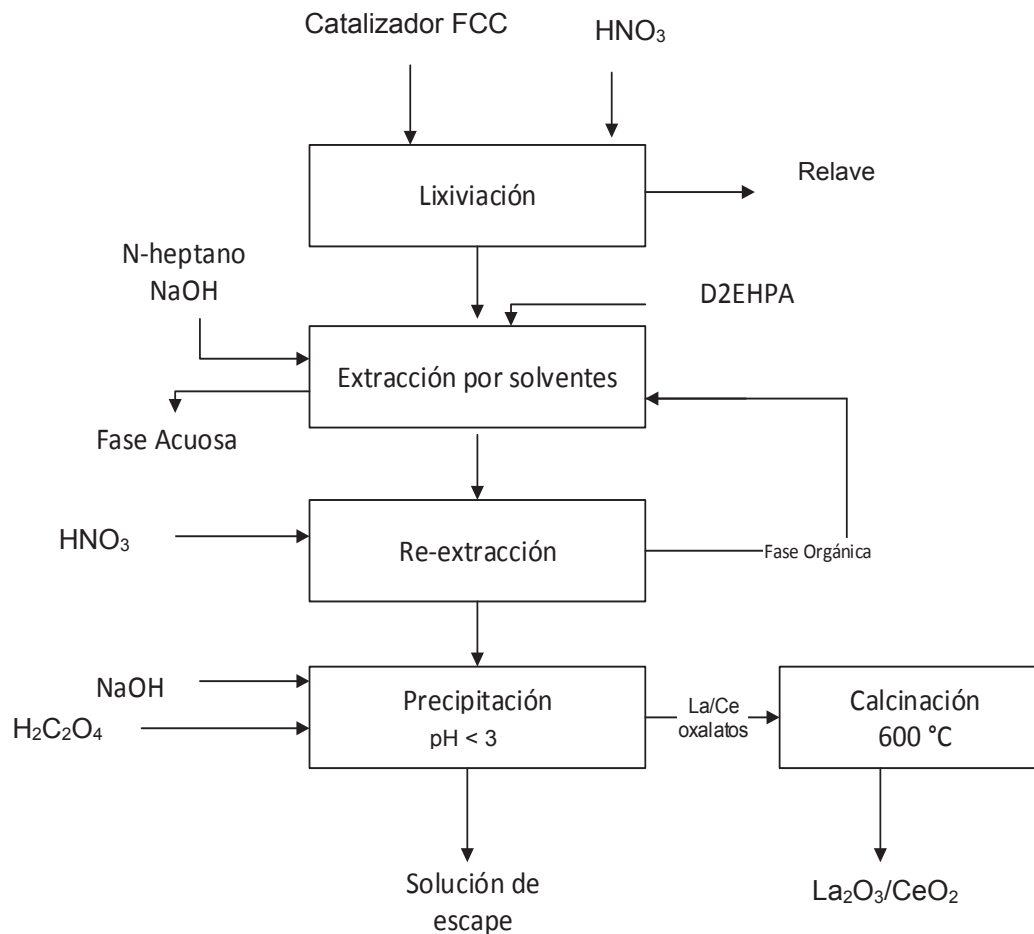 Catalizador FCC
HNO₃
Lixiviación
Relave
N-heptano
NaOH
D2EHPA
Extracción por solventes
Fase Acuosa
HNO₃
Re-extracción
Fase Orgánica
NaOH
H₂C₂O₄
Precipitación
pH < 3
La/Ce
oxalatos
Calcinación
600 °C
Solución de
escape
La₂O₃/CeO₂